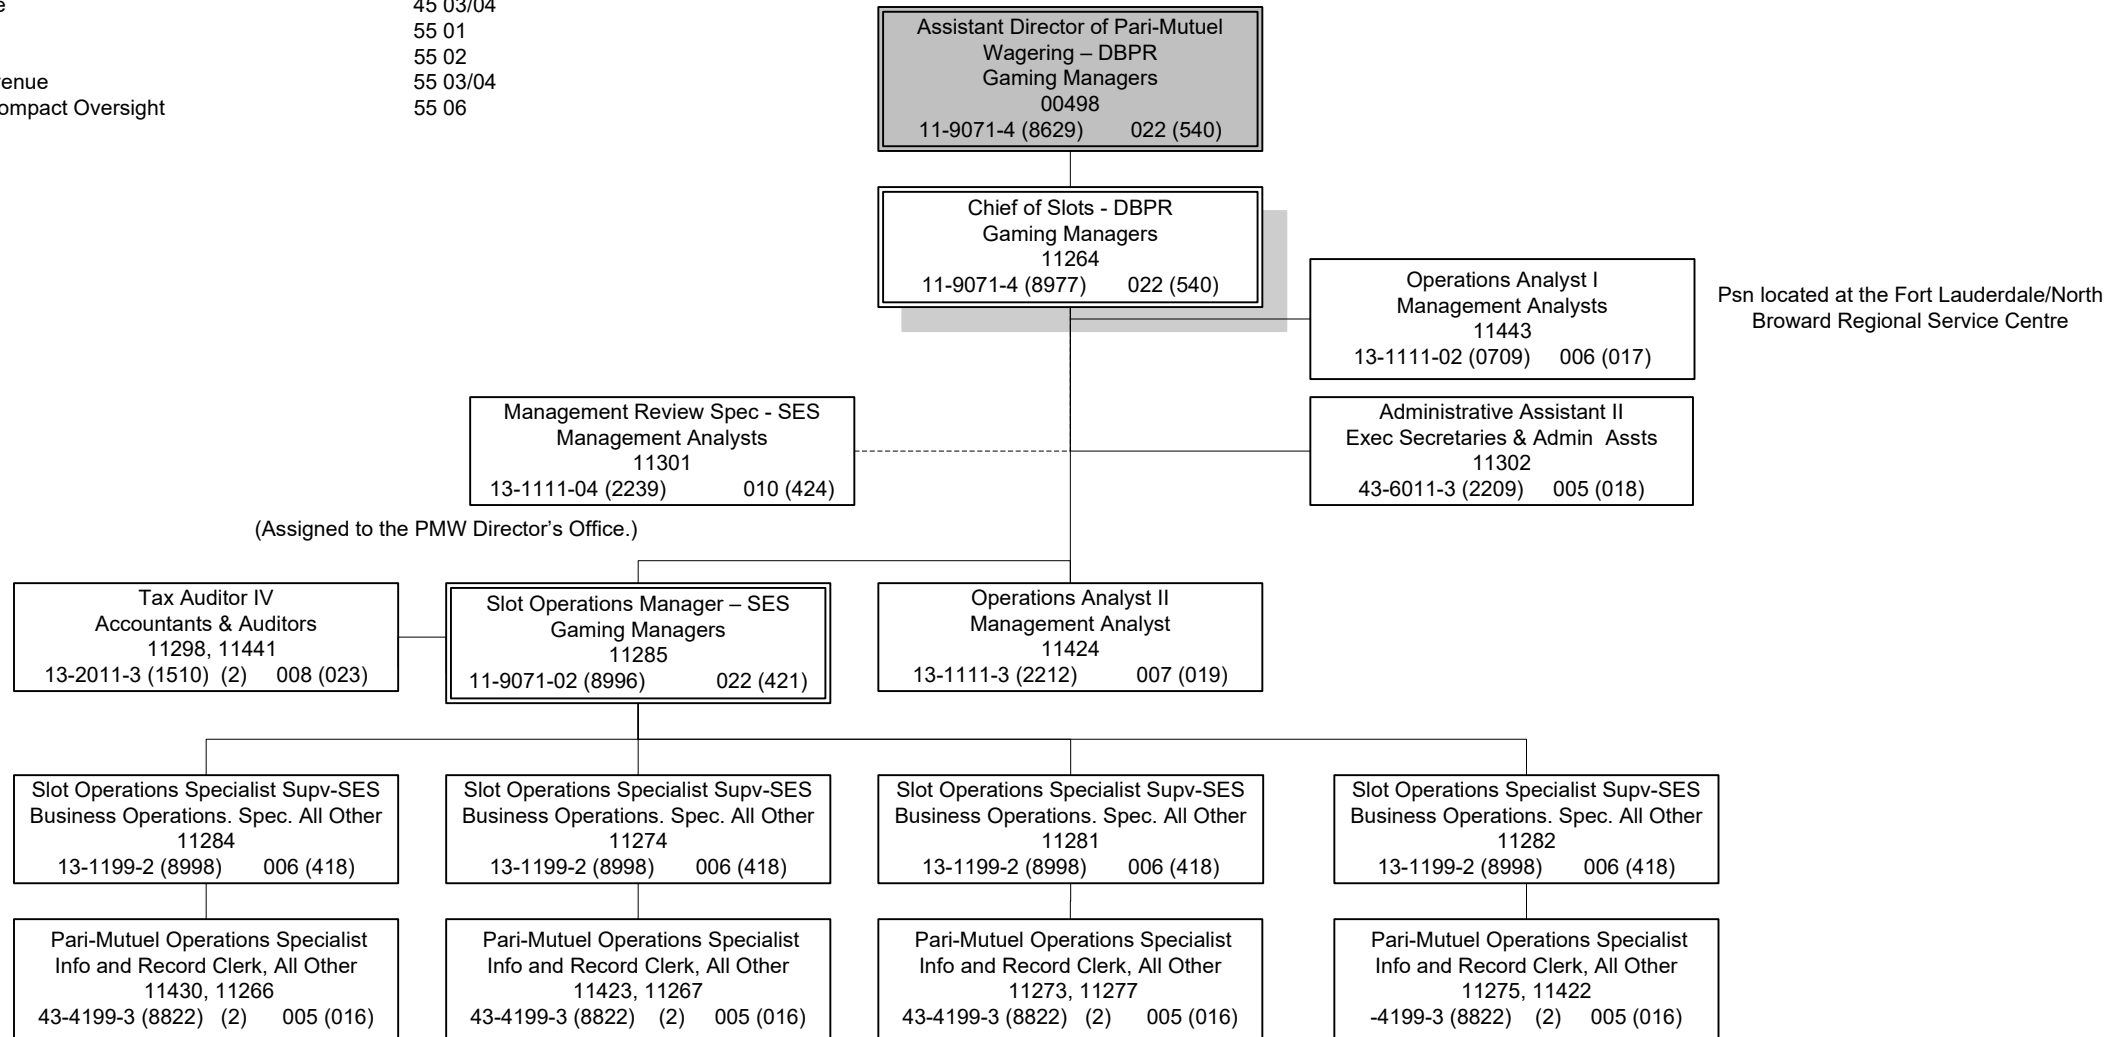 45 03/04
55 01
55 02
venue 55 03/04
ompact Oversight 55 06
Assistant Director of Pari-Mutuel
Wagering – DBPR
Gaming Managers
00498
11-9071-4 (8629) 022 (540)
Chief of Slots - DBPR
Gaming Managers
11264
11-9071-4 (8977) 022 (540)
Operations Analyst I
Management Analysts
11443
13-1111-02 (0709) 006 (017)
Psn located at the Fort Lauderdale/North
Broward Regional Service Centre
Management Review Spec - SES
Management Analysts
11301
13-1111-04 (2239) 010 (424)
(Assigned to the PMW Director's Office.)
Administrative Assistant II
Exec Secretaries & Admin Assts
11302
43-6011-3 (2209) 005 (018)
Tax Auditor IV
Accountants & Auditors
11298, 11441
13-2011-3 (1510) (2) 008 (023)
Slot Operations Manager – SES
Gaming Managers
11285
11-9071-02 (8996) 022 (421)
Operations Analyst II
Management Analyst
11424
13-1111-3 (2212) 007 (019)
Slot Operations Specialist Supv-SES
Business Operations. Spec. All Other
11284
13-1199-2 (8998) 006 (418)
Slot Operations Specialist Supv-SES
Business Operations. Spec. All Other
11274
13-1199-2 (8998) 006 (418)
Slot Operations Specialist Supv-SES
Business Operations. Spec. All Other
11281
13-1199-2 (8998) 006 (418)
Slot Operations Specialist Supv-SES
Business Operations. Spec. All Other
11282
13-1199-2 (8998) 006 (418)
Pari-Mutuel Operations Specialist
Info and Record Clerk, All Other
11430, 11266
43-4199-3 (8822) (2) 005 (016)
Pari-Mutuel Operations Specialist
Info and Record Clerk, All Other
11423, 11267
43-4199-3 (8822) (2) 005 (016)
Pari-Mutuel Operations Specialist
Info and Record Clerk, All Other
11273, 11277
43-4199-3 (8822) (2) 005 (016)
Pari-Mutuel Operations Specialist
Info and Record Clerk, All Other
11275, 11422
-4199-3 (8822) (2) 005 (016)